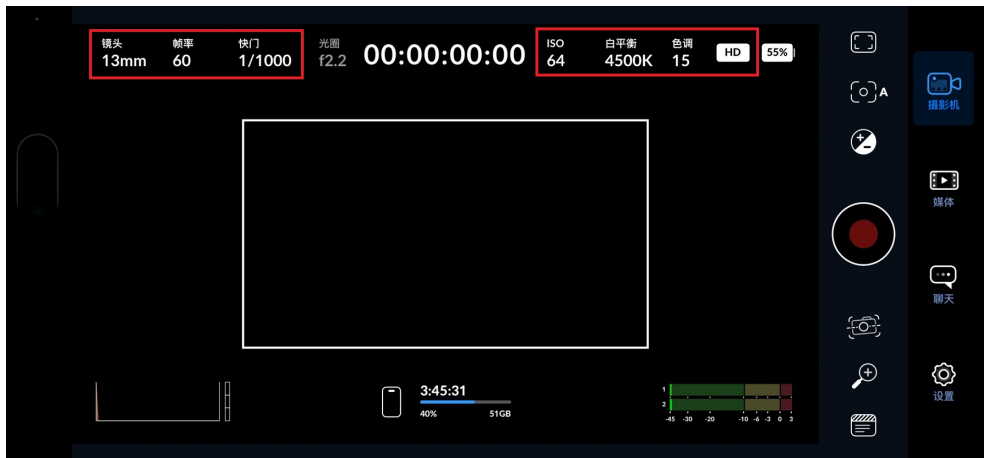 镜头 帧率 快门 光圈 00:00:00:00 ISO 白平衡 色调 HD 55%
13mm 60 1/1000 f2.2 64 4500K 15
A
摄影机
媒体
聊天
设置
3:45:31
40% 51GB
1
2
-45 -30 -20 -10 -6 -3 0 3